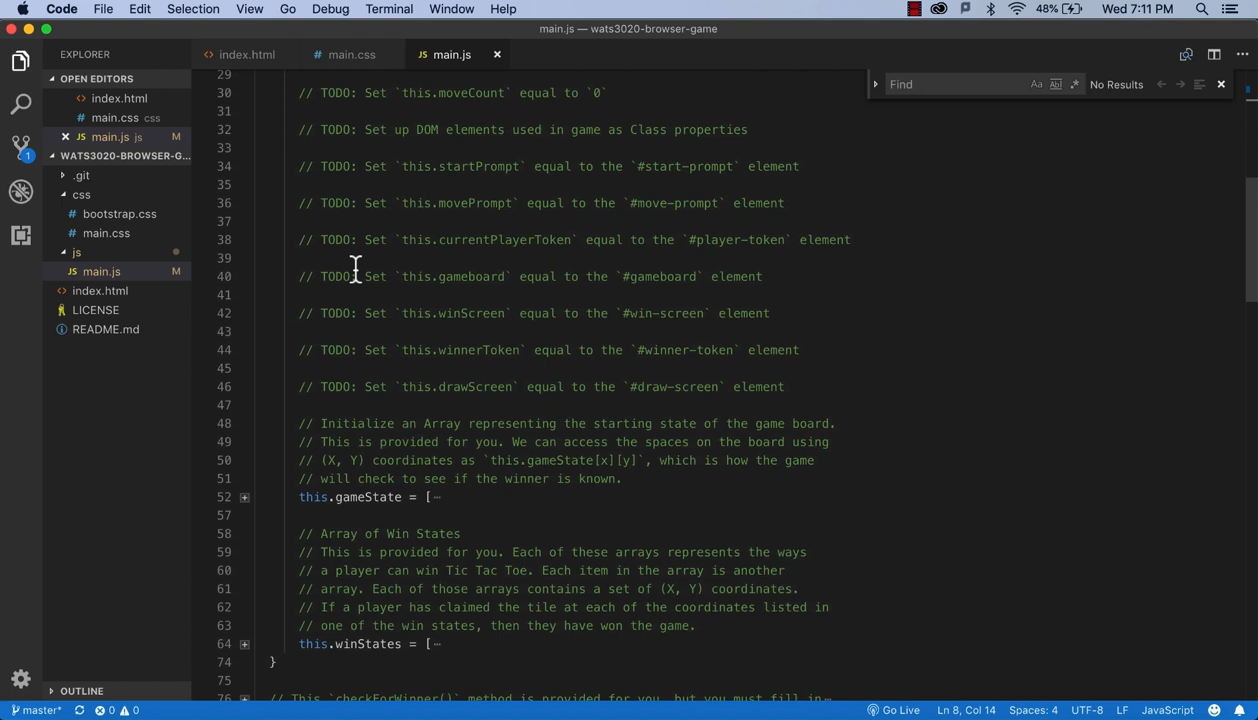 Code File Edit Selection View Go Debug Terminal Window Help 48% Wed 7:11 PM
main.js — wats3020-browser-game
EXPLORER
index.html
main.css
JS main.js
OPEN EDITORS
index.html
main.css css
main.js js M
WATS3020-BROWSER-G...
.git
css
bootstrap.css
main.css
js
JS main.js M
index.html
LICENSE
README.md
OUTLINE
1
Find Aa Abl No Results
29
30 // TODO: Set `this.moveCount` equal to `0`
31
32 // TODO: Set up DOM elements used in game as Class properties
33
34 // TODO: Set `this.startPrompt` equal to the `#start-prompt` element
35
36 // TODO: Set `this.movePrompt` equal to the `#move-prompt` element
37
38 // TODO: Set `this.currentPlayerToken` equal to the `#player-token` element
39
40 // TODO: Set `this.gameboard` equal to the `#gameboard` element
41
42 // TODO: Set `this.winScreen` equal to the `#win-screen` element
43
44 // TODO: Set `this.winnerToken` equal to the `#winner-token` element
45
46 // TODO: Set `this.drawScreen` equal to the `#draw-screen` element
47
48 // Initialize an Array representing the starting state of the game board.
49 // This is provided for you. We can access the spaces on the board using
50 // (X, Y) coordinates as `this.gameState[x][y]`, which is how the game
51 // will check to see if the winner is known.
52 this.gameState = [
57
58 // Array of Win States
59 // This is provided for you. Each of these arrays represents the ways
60 // a player can win Tic Tac Toe. Each item in the array is another
61 // array. Each of those arrays contains a set of (X, Y) coordinates.
62 // If a player has claimed the tile at each of the coordinates listed in
63 // one of the win states, then they have won the game.
64 this.winStates = [
74 }
75
76 // This `checkForWinner()` method is provided for you, but you must fill in
master* 0 0 Go Live Ln 8, Col 14 Spaces: 4 UTF-8 LF JavaScript